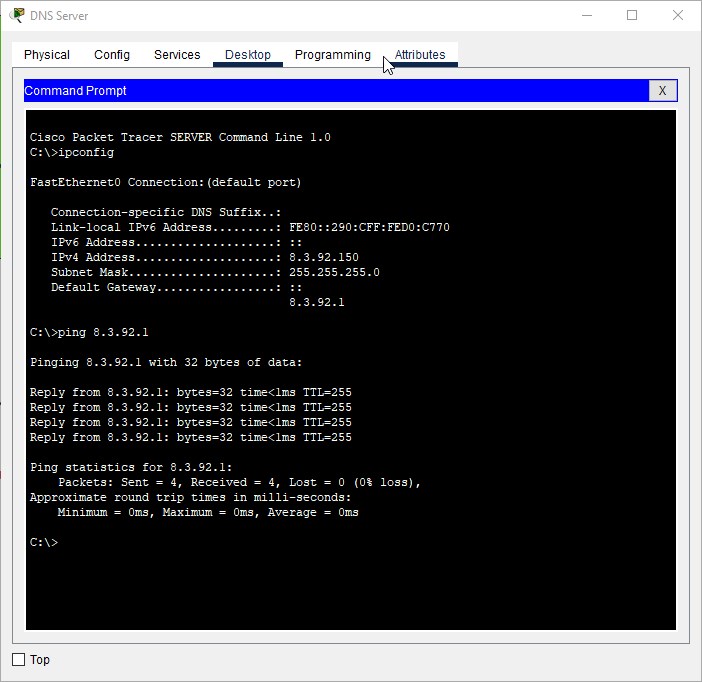 DNS Server
Physical Config Services Desktop Programming Attributes
Command Prompt X
Cisco Packet Tracer SERVER Command Line 1.0
C:\>ipconfig
FastEthernet0 Connection:(default port)
Connection-specific DNS Suffix..:
Link-local IPv6 Address.........: FE80::290:CFF:FED0:C770
IPv6 Address....................: ::
IPv4 Address....................: 8.3.92.150
Subnet Mask.....................: 255.255.255.0
Default Gateway.................: ::
8.3.92.1
C:\>ping 8.3.92.1
Pinging 8.3.92.1 with 32 bytes of data:
Reply from 8.3.92.1: bytes=32 time<1ms TTL=255
Reply from 8.3.92.1: bytes=32 time<1ms TTL=255
Reply from 8.3.92.1: bytes=32 time<1ms TTL=255
Reply from 8.3.92.1: bytes=32 time<1ms TTL=255
Ping statistics for 8.3.92.1:
Packets: Sent = 4, Received = 4, Lost = 0 (0% loss),
Approximate round trip times in milli-seconds:
Minimum = 0ms, Maximum = 0ms, Average = 0ms
C:\>
Top